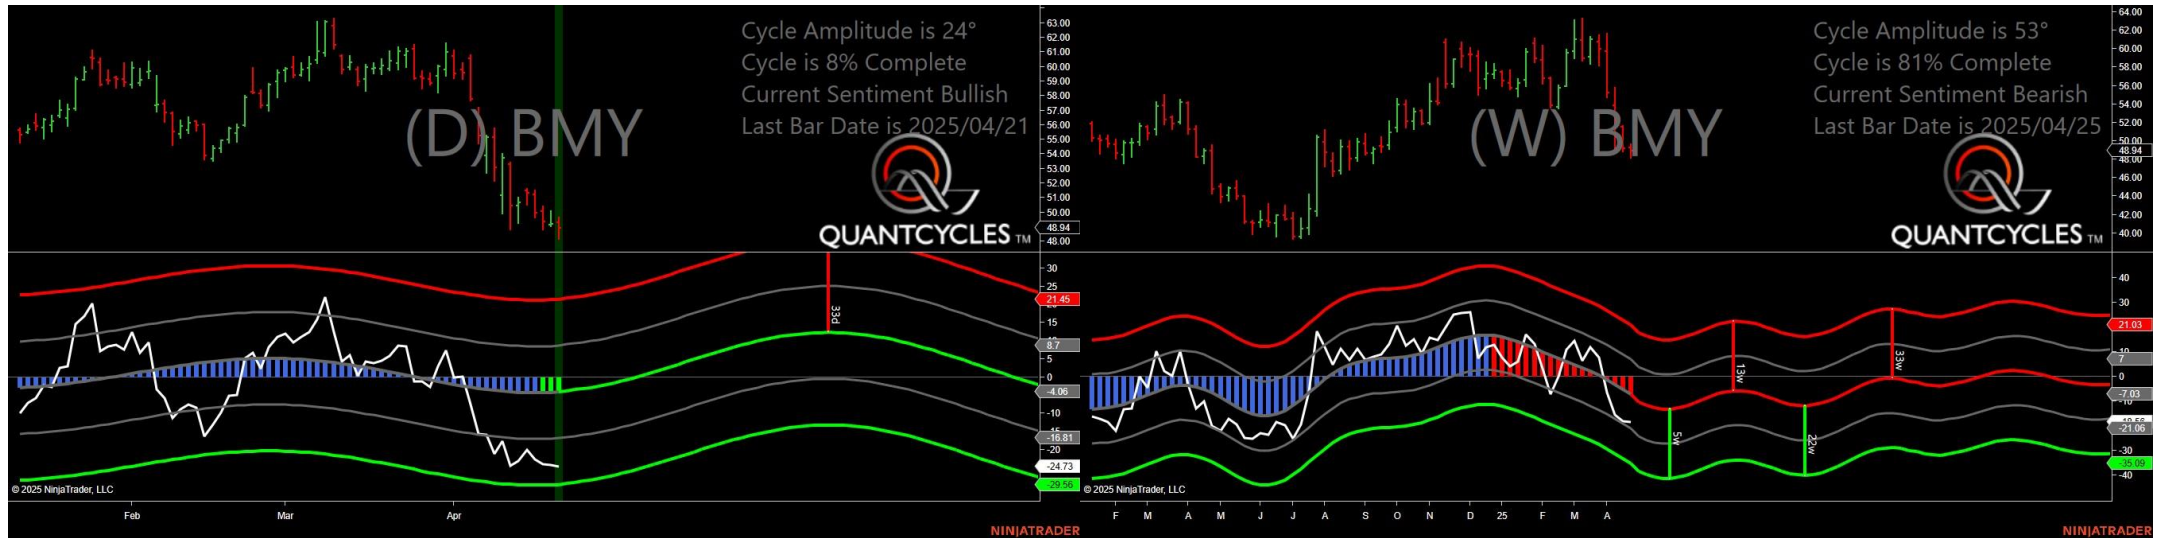 Cycle Amplitude is 24°
Cycle is 8% Complete
Current Sentiment Bullish
Last Bar Date is 2025/04/21
(D) BMY
QUANTCYCLES TM
63.00
62.00
61.00
60.00
59.00
58.00
57.00
56.00
55.00
54.00
53.00
52.00
51.00
50.00
48.94
48.00
30
25
21.45
15
8.7
5
0
-4.06
-10
-16.81
-20
-24.73
-29.56
33d
© 2025 NinjaTrader, LLC
Feb
Mar
Apr
NINJATRADER
Cycle Amplitude is 53°
Cycle is 81% Complete
Current Sentiment Bearish
Last Bar Date is 2025/04/25
(W) BMY
QUANTCYCLES TM
64.00
62.00
60.00
58.00
56.00
54.00
52.00
50.00
48.94
48.00
46.00
44.00
42.00
40.00
40
30
21.03
7
0
-7.03
-10
-21.06
-30
-35.09
-40
5w
13w
22w
33w
© 2025 NinjaTrader, LLC
F
M
A
M
J
J
A
S
O
N
D
25
F
M
A
NINJATRADER